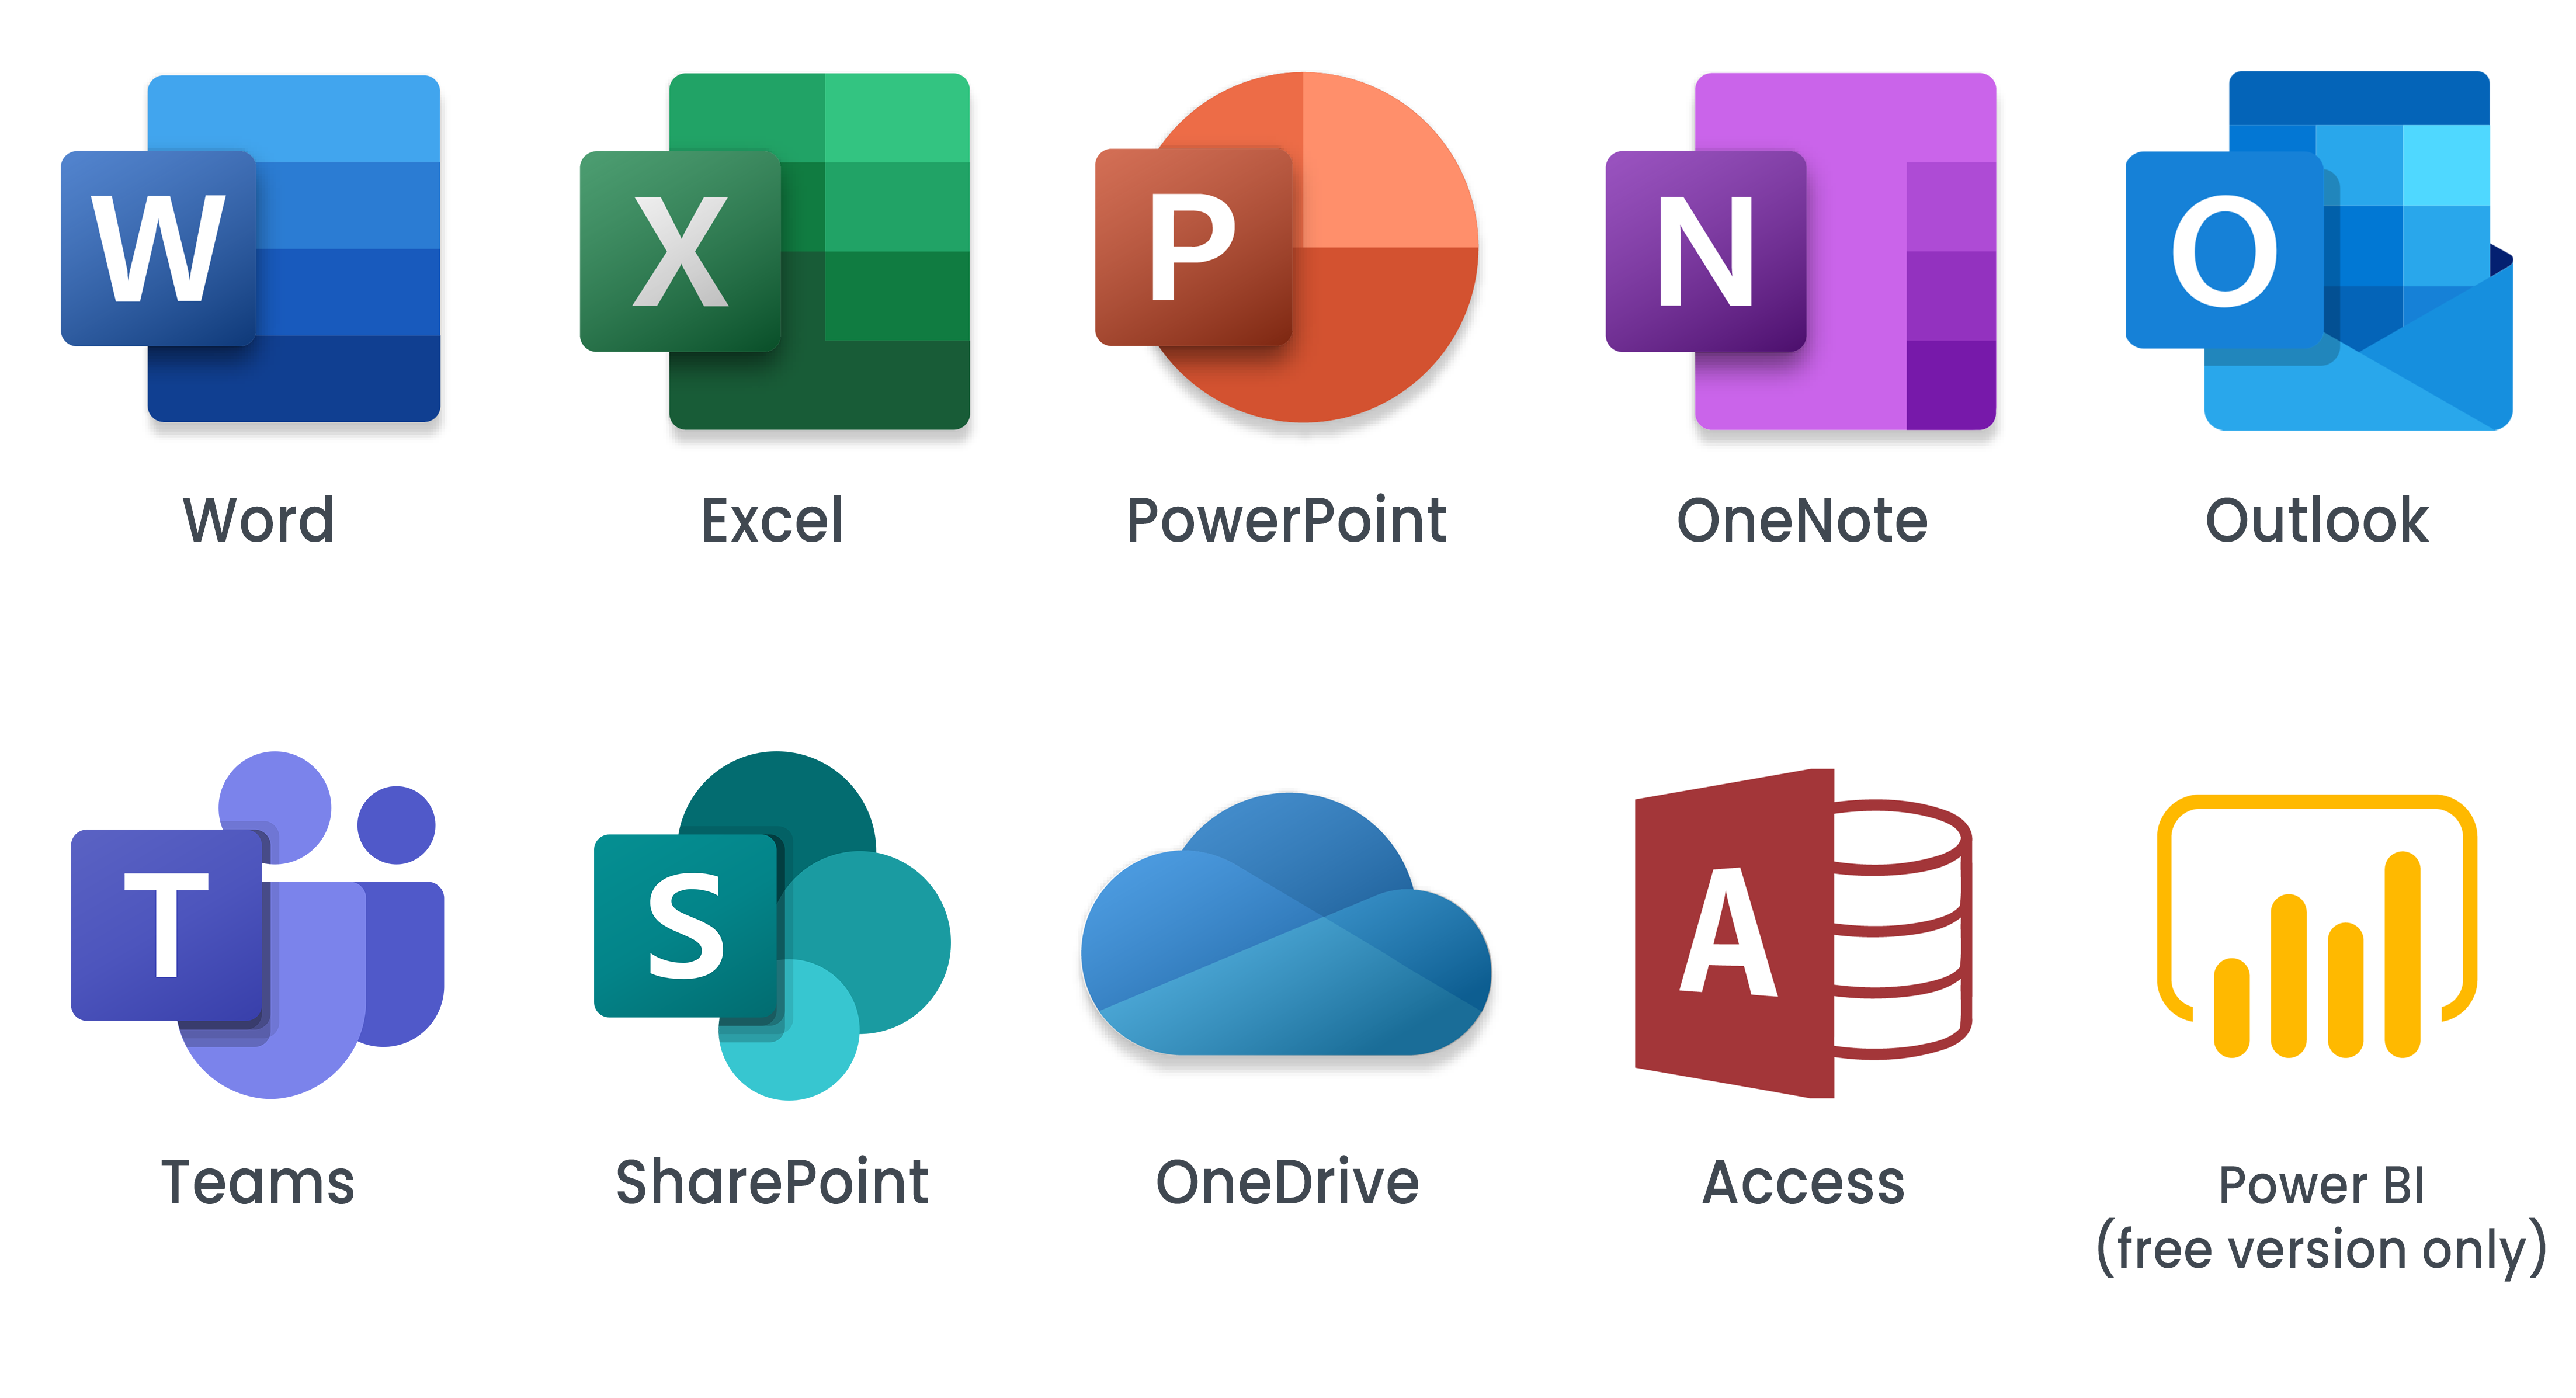 W
X
P
N
O
Word
Excel
PowerPoint
OneNote
Outlook
T
S
A
Teams
SharePoint
OneDrive
Access
Power BI
(free version only)